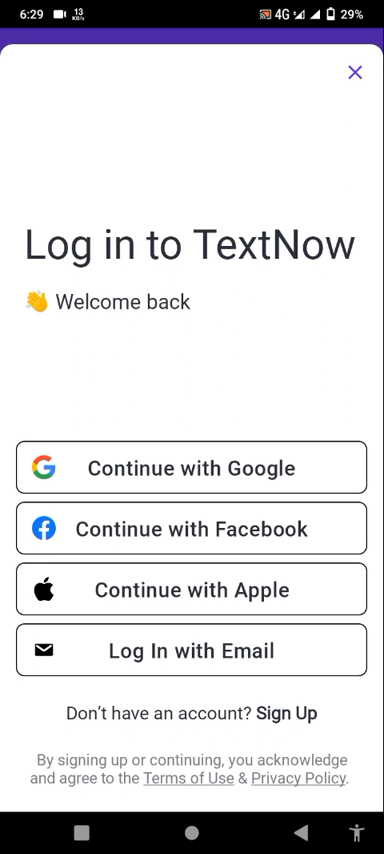 6:29 13 KB/s 4G 29%
Log in to TextNow
👋 Welcome back
Continue with Google
Continue with Facebook
Continue with Apple
Log In with Email
Don't have an account? Sign Up
By signing up or continuing, you acknowledge
and agree to the Terms of Use & Privacy Policy.